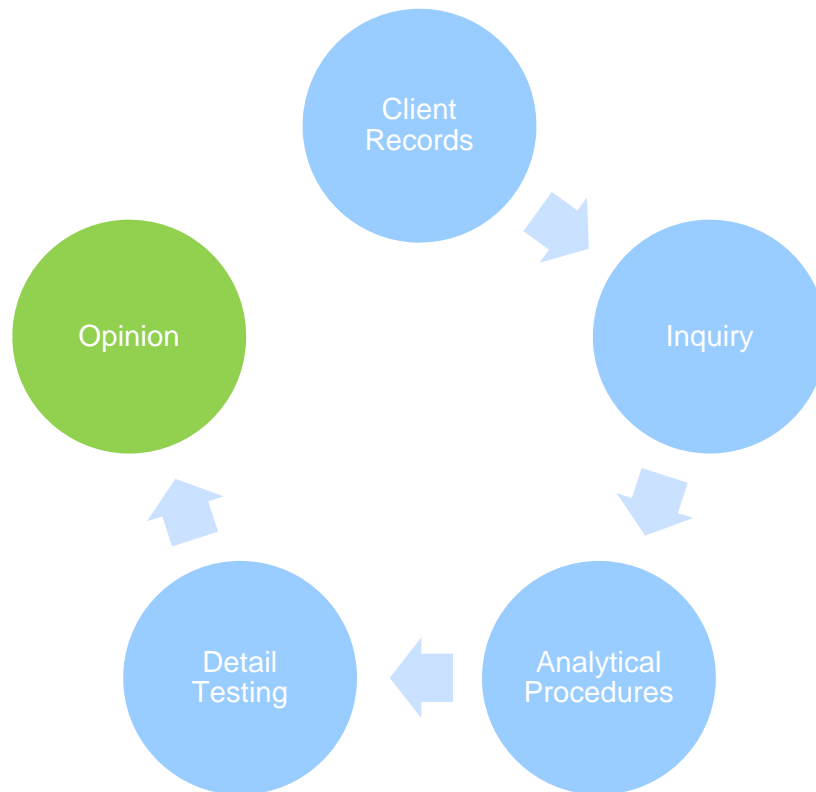 Client
Records
Inquiry
Analytical
Procedures
Detail
Testing
Opinion